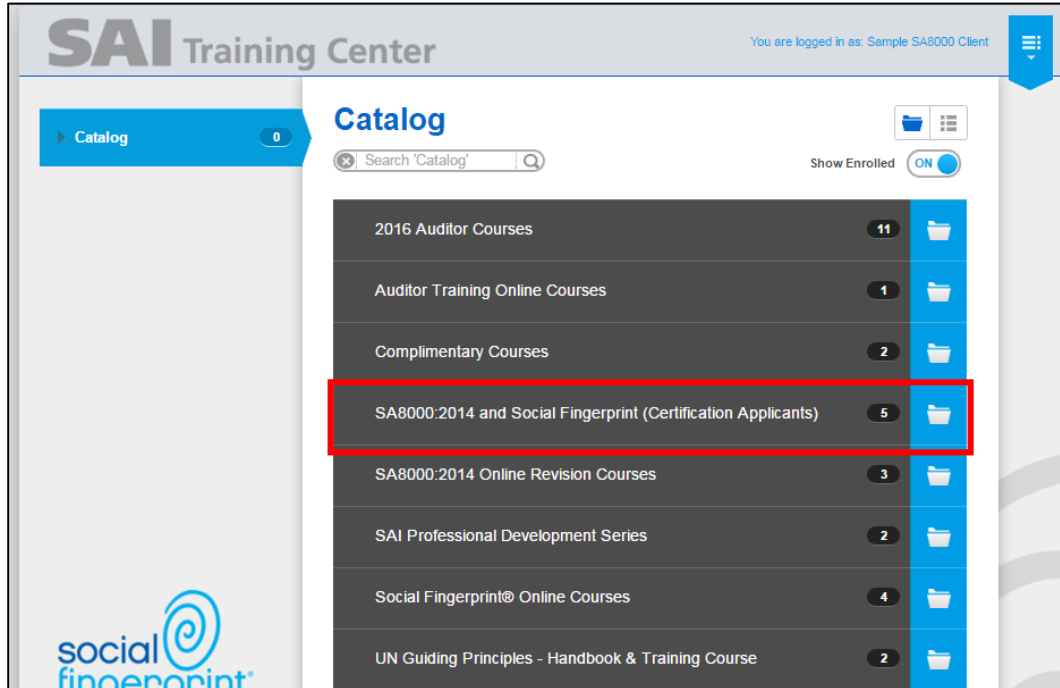 SAI Training Center
You are logged in as: Sample SA8000 Client
Catalog 0
Catalog
Search 'Catalog'
Show Enrolled ON
2016 Auditor Courses 11
Auditor Training Online Courses 1
Complimentary Courses 2
SA8000:2014 and Social Fingerprint (Certification Applicants) 5
SA8000:2014 Online Revision Courses 3
SAI Professional Development Series 2
Social Fingerprint® Online Courses 4
UN Guiding Principles - Handbook & Training Course 2
social
fingerprint®